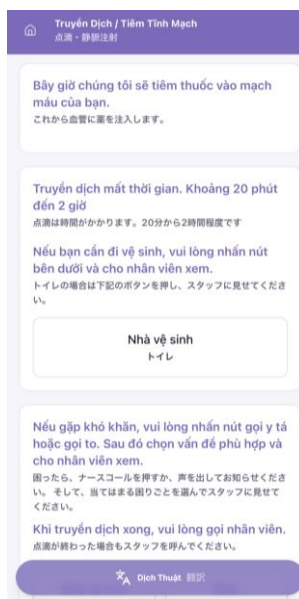 Truyền Dịch / Tiêm Tĩnh Mạch
点滴・静脈注射
Bây giờ chúng tôi sẽ tiêm thuốc vào mạch
máu của bạn.
これから血管に薬を注入します。
Truyền dịch mất thời gian. Khoảng 20 phút
đến 2 giờ
点滴は時間がかかります。20分から2時間程度です
Nếu bạn cần đi vệ sinh, vui lòng nhấn nút
bên dưới và cho nhân viên xem.
トイレの場合は下記のボタンを押し、スタッフに見せてくださ
い。
Nhà vệ sinh
トイレ
Nếu gặp khó khăn, vui lòng nhấn nút gọi y tá
hoặc gọi to. Sau đó chọn vấn đề phù hợp và
cho nhân viên xem.
困ったら、ナースコールを押すか、声を出してお知らせくださ
い。 そして、当てはまる困りごとを選んでスタッフに見せて
ください。
Khi truyền dịch xong, vui lòng gọi nhân viên.
点滴が終わった場合もスタッフを呼んでください。
Dịch Thuật 翻訳